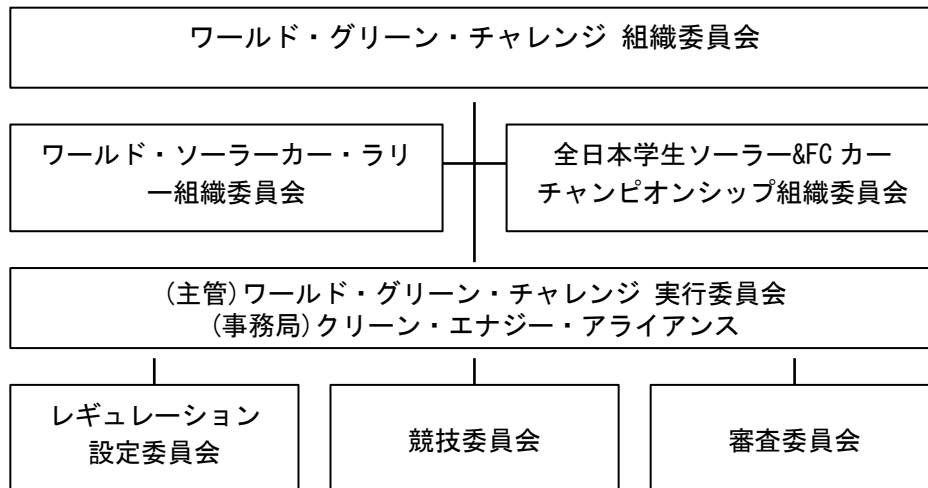 ワールド・グリーン・チャレンジ 組織委員会
ワールド・ソーラーカー・ラリ
ー組織委員会
全日本学生ソーラー&FC カー
チャンピオンシップ組織委員会
(主管)ワールド・グリーン・チャレンジ 実行委員会
(事務局)クリーン・エナジー・アライアンス
レギュレーション
設定委員会
競技委員会
審査委員会